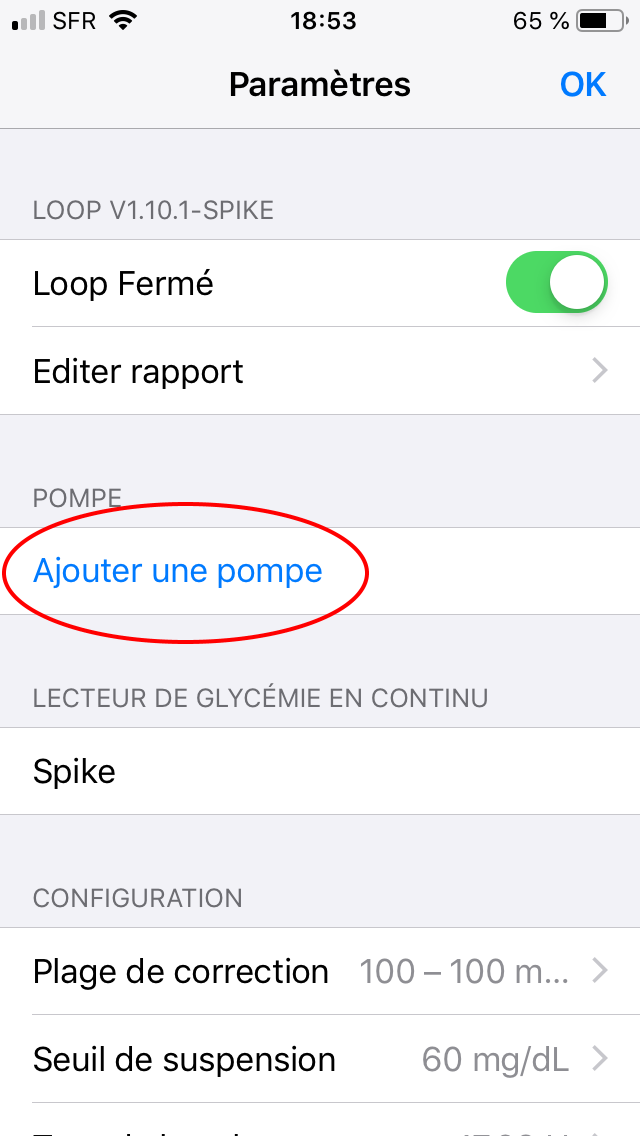 SFR 18:53 65 %
Paramètres OK
LOOP V1.10.1-SPIKE
Loop Fermé
Editer rapport
POMPE
Ajouter une pompe
LECTEUR DE GLYCÉMIE EN CONTINU
Spike
CONFIGURATION
Plage de correction 100 – 100 m...
Seuil de suspension 60 mg/dL